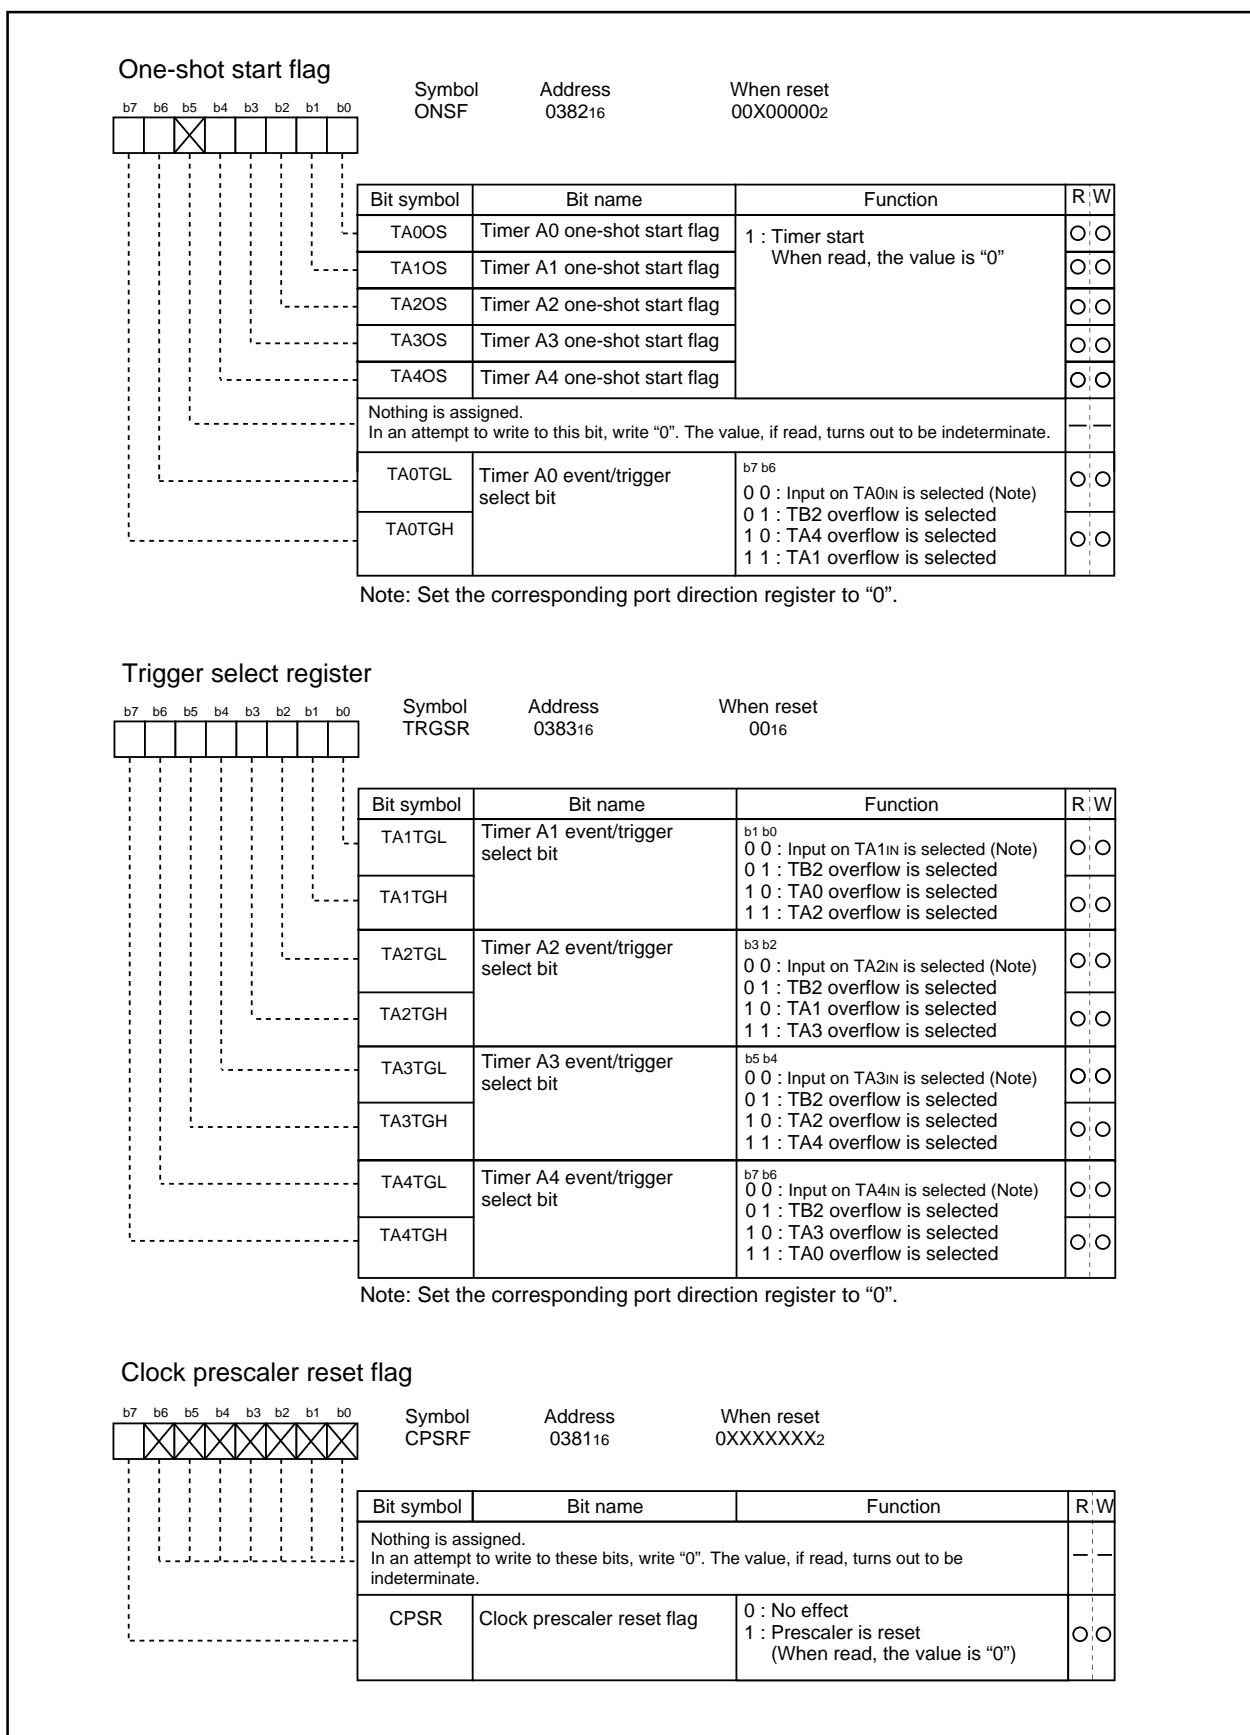 One-shot start flag
Symbol Address When reset
ONSF 038216 00X000002
b7 b6 b5 b4 b3 b2 b1 b0
Bit symbol Bit name Function R W
TA0OS Timer A0 one-shot start flag 1 : Timer start
When read, the value is “0”
TA1OS Timer A1 one-shot start flag
TA2OS Timer A2 one-shot start flag
TA3OS Timer A3 one-shot start flag
TA4OS Timer A4 one-shot start flag
Nothing is assigned.
In an attempt to write to this bit, write “0”. The value, if read, turns out to be indeterminate.
TA0TGL Timer A0 event/trigger
select bit
TA0TGH
b7 b6
0 0 : Input on TA0IN is selected (Note)
0 1 : TB2 overflow is selected
1 0 : TA4 overflow is selected
1 1 : TA1 overflow is selected
Note: Set the corresponding port direction register to “0”.
Trigger select register
Symbol Address When reset
TRGSR 038316 0016
b7 b6 b5 b4 b3 b2 b1 b0
Bit symbol Bit name Function R W
TA1TGL Timer A1 event/trigger
select bit
TA1TGH
b1 b0
0 0 : Input on TA1IN is selected (Note)
0 1 : TB2 overflow is selected
1 0 : TA0 overflow is selected
1 1 : TA2 overflow is selected
TA2TGL Timer A2 event/trigger
select bit
TA2TGH
b3 b2
0 0 : Input on TA2IN is selected (Note)
0 1 : TB2 overflow is selected
1 0 : TA1 overflow is selected
1 1 : TA3 overflow is selected
TA3TGL Timer A3 event/trigger
select bit
TA3TGH
b5 b4
0 0 : Input on TA3IN is selected (Note)
0 1 : TB2 overflow is selected
1 0 : TA2 overflow is selected
1 1 : TA4 overflow is selected
TA4TGL Timer A4 event/trigger
select bit
TA4TGH
b7 b6
0 0 : Input on TA4IN is selected (Note)
0 1 : TB2 overflow is selected
1 0 : TA3 overflow is selected
1 1 : TA0 overflow is selected
Note: Set the corresponding port direction register to “0”.
Clock prescaler reset flag
Symbol Address When reset
CPSRF 038116 0XXXXXXX2
b7 b6 b5 b4 b3 b2 b1 b0
Bit symbol Bit name Function R W
Nothing is assigned.
In an attempt to write to these bits, write “0”. The value, if read, turns out to be
indeterminate.
CPSR Clock prescaler reset flag 0 : No effect
1 : Prescaler is reset
(When read, the value is “0”)